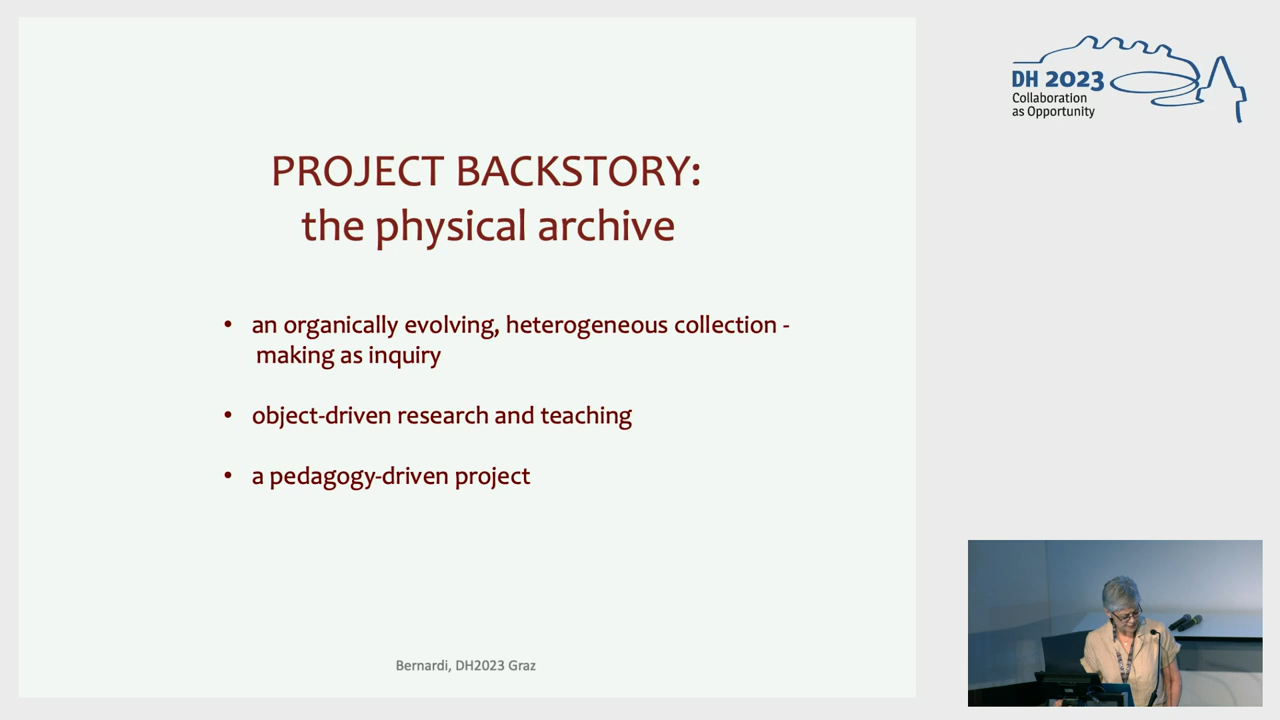 PROJECT BACKSTORY:
the physical archive
• an organically evolving, heterogeneous collection -
making as inquiry
• object-driven research and teaching
• a pedagogy-driven project
Bernardi, DH2023 Graz
DH 2023
Collaboration
as Opportunity